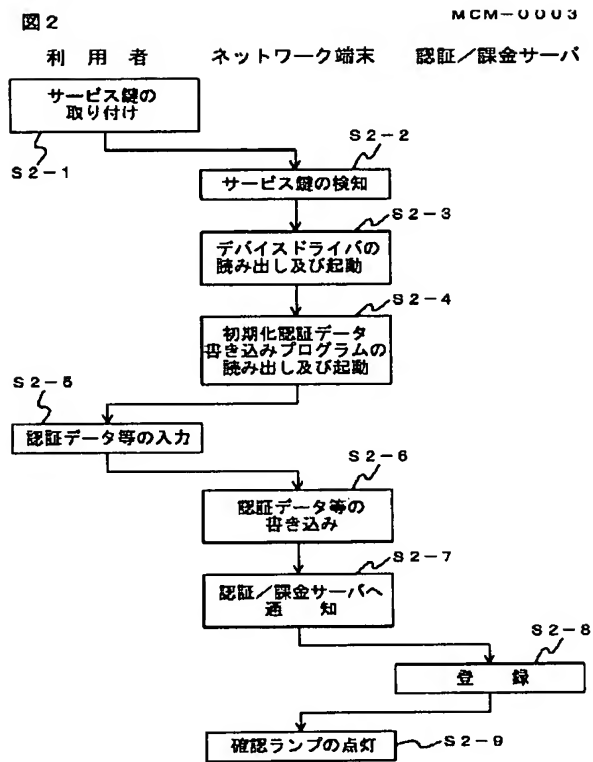 図2
MCM-0003
利用者 ネットワーク端末 認証/課金サーバ
サービス鍵の
取り付け
S2-1
S2-2
サービス鍵の検知
S2-3
デバイスドライバの
読み出し及び起動
S2-4
初期化認証データ
書き込みプログラムの
読み出し及び起動
S2-5
認証データ等の入力
S2-6
認証データ等の
書き込み
S2-7
認証/課金サーバへ
通知
S2-8
登録
確認ランプの点灯
S2-9